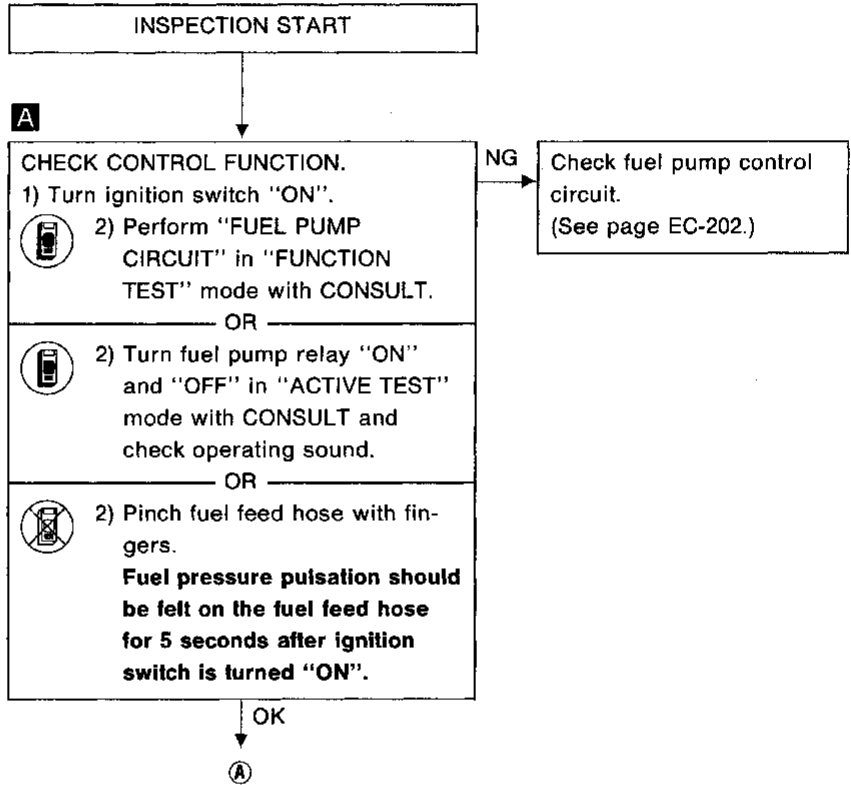 INSPECTION START
A
CHECK CONTROL FUNCTION.
1) Turn ignition switch "ON".
2) Perform "FUEL PUMP
CIRCUIT" in "FUNCTION
TEST" mode with CONSULT.
OR
2) Turn fuel pump relay "ON"
and "OFF" in "ACTIVE TEST"
mode with CONSULT and
check operating sound.
OR
2) Pinch fuel feed hose with fin-
gers.
Fuel pressure pulsation should
be felt on the fuel feed hose
for 5 seconds after ignition
switch is turned "ON".
NG
Check fuel pump control
circuit.
(See page EC-202.)
OK
Ⓐ